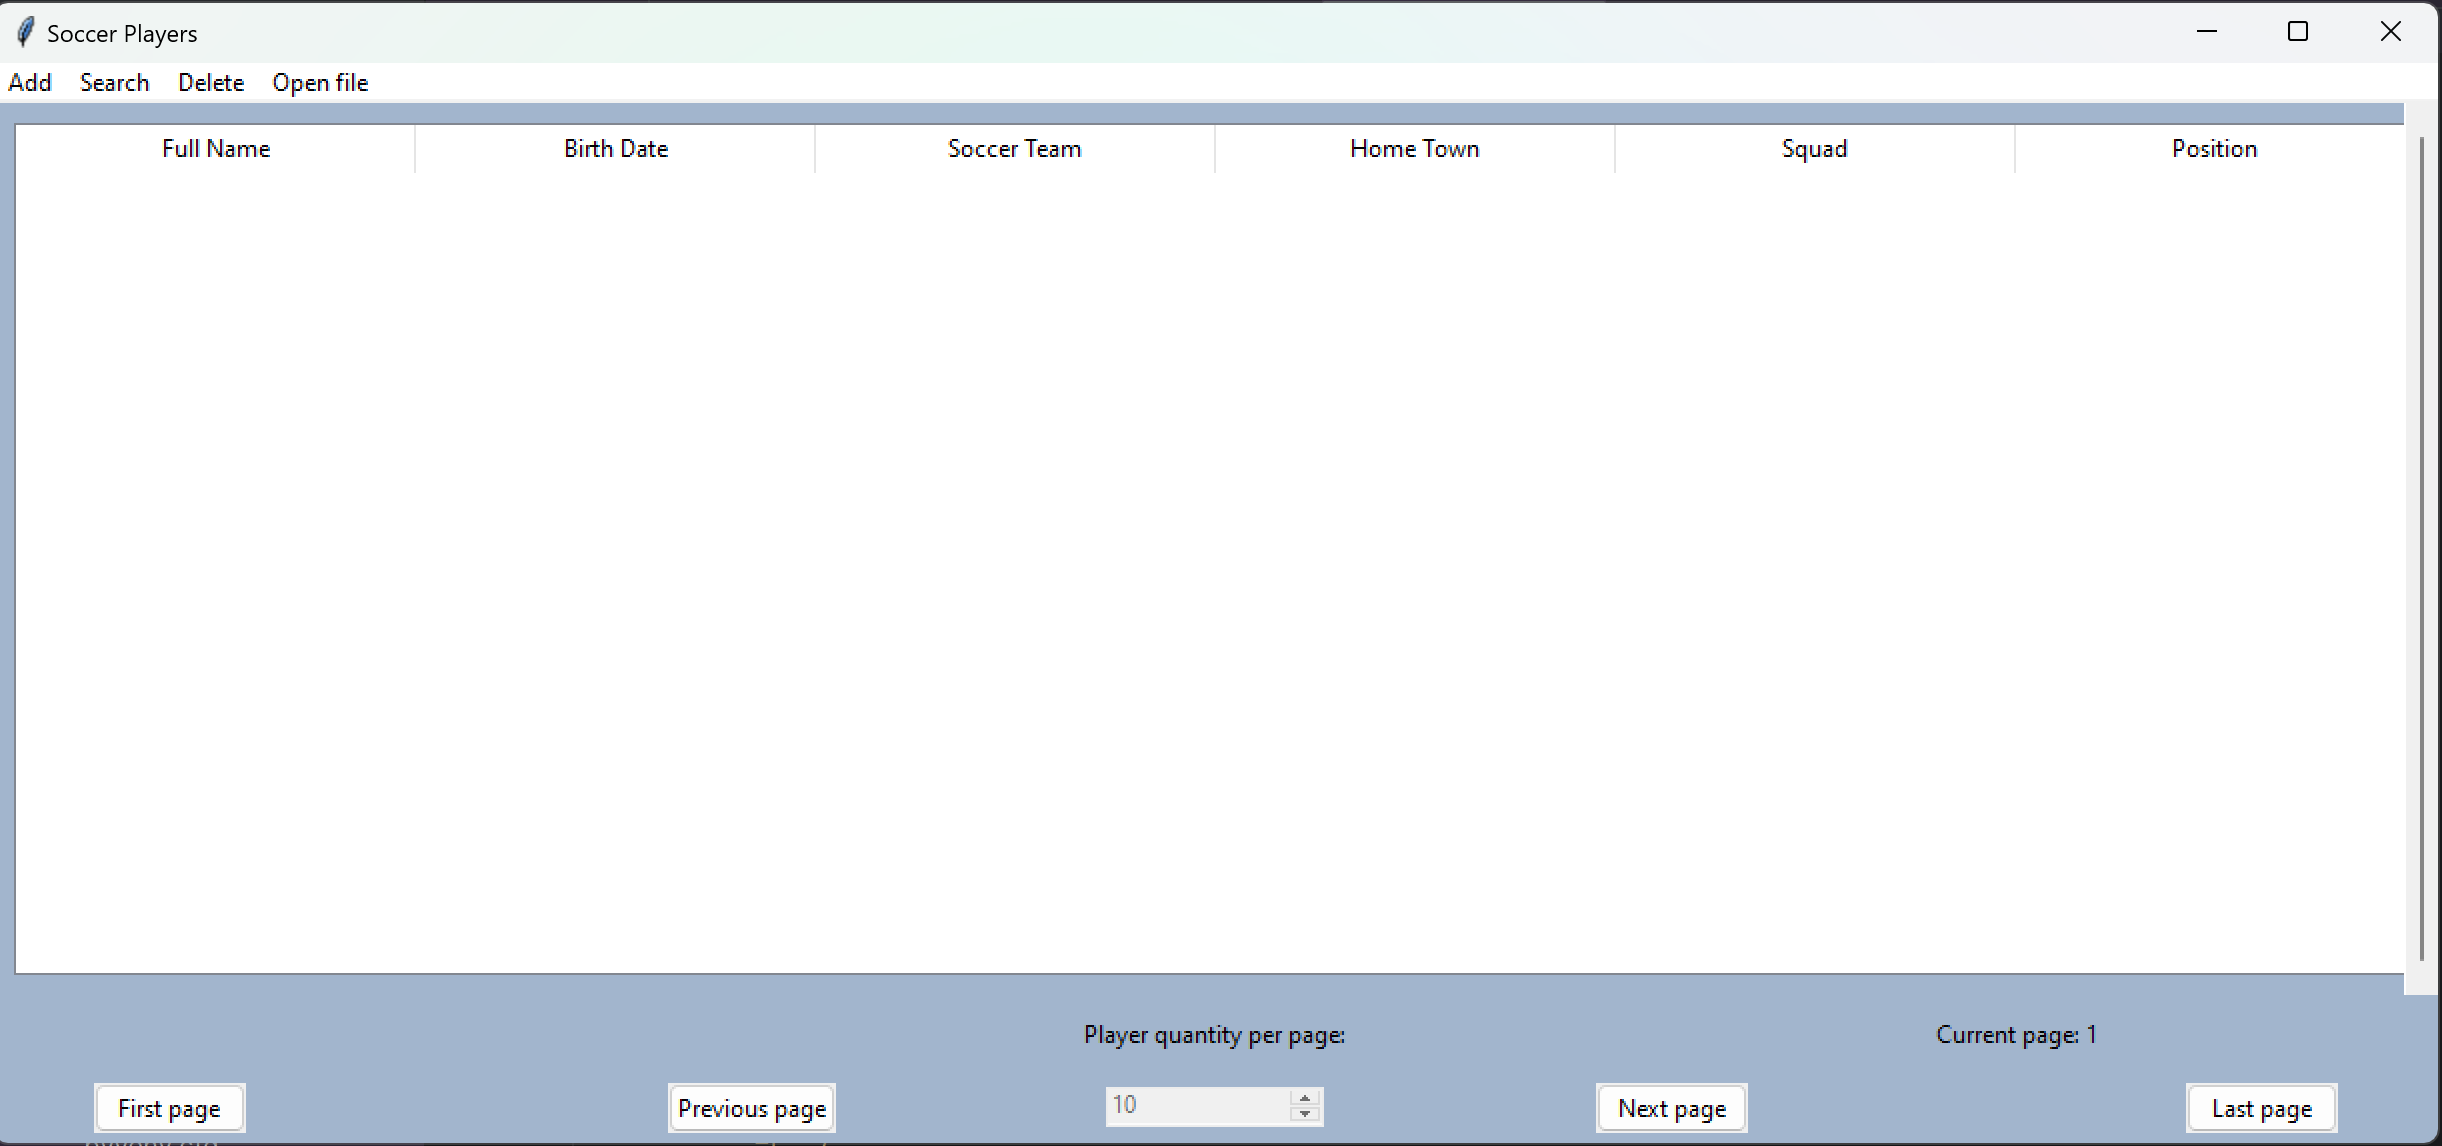 Soccer Players
Add Search Delete Open file
Full Name Birth Date Soccer Team Home Town Squad Position
Player quantity per page: Current page: 1
First page Previous page 10 Next page Last page